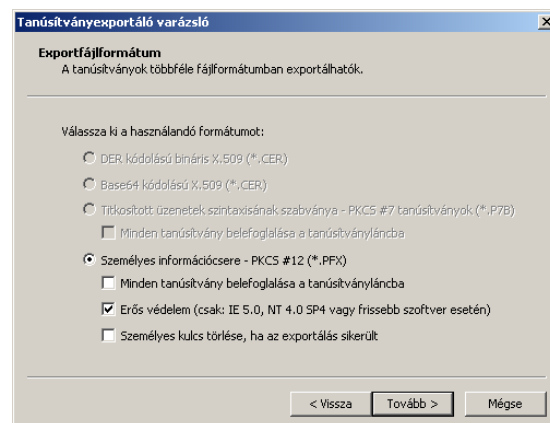 Tanúsítványexportáló varázsló
Exportfájlformátum
A tanúsítványok többféle fájlformátumban exportálhatók.
Válassza ki a használandó formátumot:
DER kódolású bináris X.509 (*.CER)
Base64 kódolású X.509 (*.CER)
Titkosított üzenetek szintaxisának szabványa - PKCS #7 tanúsítványok (*.P7B)
Minden tanúsítvány belefoglalása a tanúsítványláncba
Személyes információcsere - PKCS #12 (*.PFX)
Minden tanúsítvány belefoglalása a tanúsítványláncba
Erős védelem (csak: IE 5.0, NT 4.0 SP4 vagy frissebb szoftver esetén)
Személyes kulcs törlése, ha az exportálás sikerült
< Vissza Tovább > Mégse